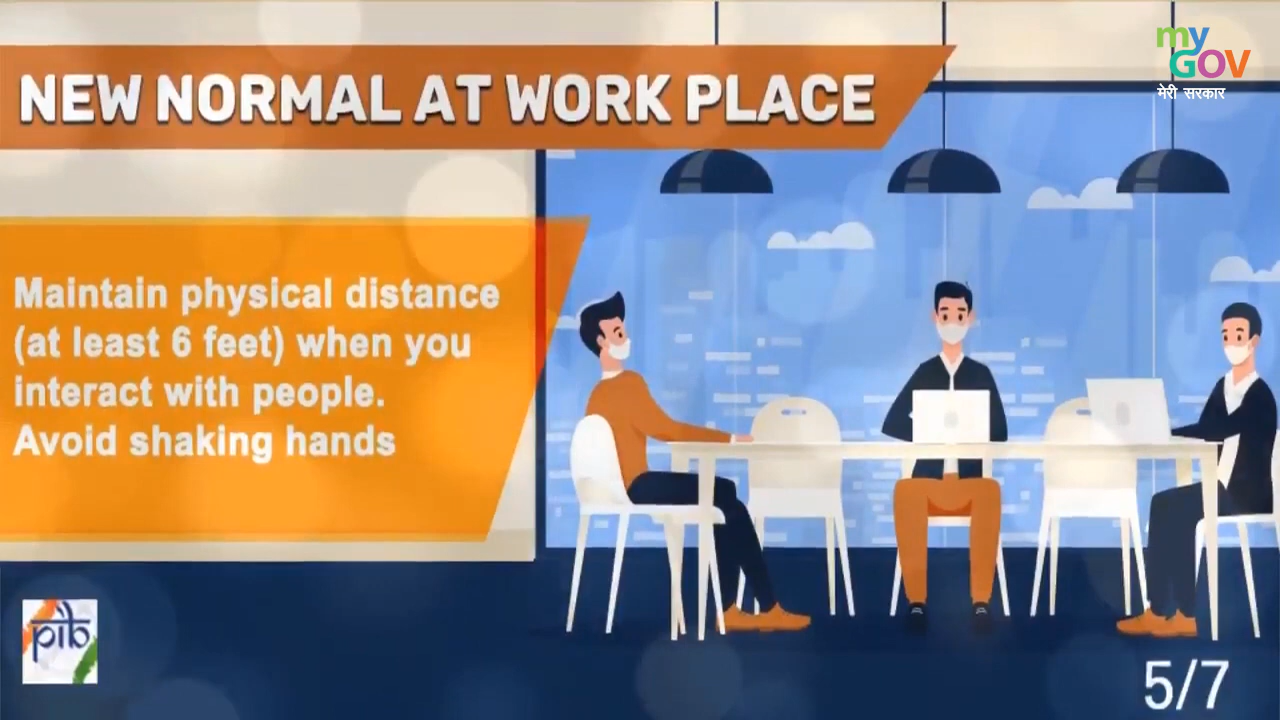 my
GOV
मेरी सरकार
NEW NORMAL AT WORK PLACE
Maintain physical distance
(at least 6 feet) when you
interact with people.
Avoid shaking hands
pib
5/7